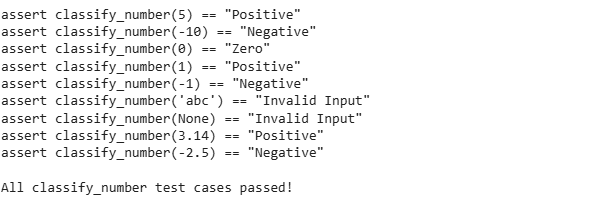 assert classify_number(5) == "Positive"
assert classify_number(-10) == "Negative"
assert classify_number(0) == "Zero"
assert classify_number(1) == "Positive"
assert classify_number(-1) == "Negative"
assert classify_number('abc') == "Invalid Input"
assert classify_number(None) == "Invalid Input"
assert classify_number(3.14) == "Positive"
assert classify_number(-2.5) == "Negative"

All classify_number test cases passed!